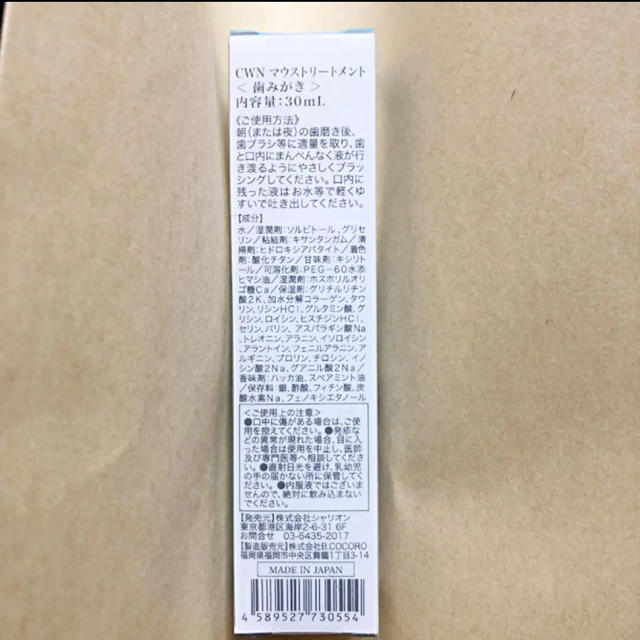 CWN マウストリートメント
< 歯みがき >
内容量:30mL
《ご使用方法》
朝(または夜)の歯磨き後、
歯ブラシ等に適量を取り、歯
と口内にまんべんなく液が行
き渡るようにやさしくブラッ
シングしてください。口内に
残った液はお水等で軽くゆ
すいで吐き出してください。
【成分】
水/湿潤剤:ソルビトール、グリセ
リン/粘結剤:キサンタンガム/清
掃剤:ヒドロキシアパタイト/着色
剤:酸化チタン/甘味剤:キシリト
ール/可溶化剤:PEG-60水添
ヒマシ油/湿潤剤:ホスホリルオリ
ゴ糖Ca/保湿剤:グリチルリチン
酸2K、加水分解コラーゲン、タウ
リン、リシンHCl、グルタミン酸、グ
リシン、ロイシン、ヒスチジンHCl、
セリン、バリン、アスパラギン酸Na
、トレオニン、アラニン、イソロイシン
、アラントイン、フェニルアラニン、ア
ルギニン、プロリン、チロシン、イノ
シン酸2Na、グアニル酸2Na/
香味剤:ハッカ油、スペアミント油
/保存料:銀、酢酸、フィチン酸、炭
酸水素Na、フェノキシエタノール
<ご使用上の注意>
●口中に傷がある場合は、ご使
用を控えてください。●発疹な
どの異常が現れた場合、目に入
った場合は使用を中止し、医師
及び専門医等へ相談してくださ
い。●直射日光を避け、乳幼児
の手の届かない所に保管してく
ださい。●内服液ではございま
せんので、絶対に飲み込まない
でください。
【発売元】株式会社シャリオン
東京都港区海岸2-6-31 6F
お問合せ 03-6435-2017
【製造販売元】株式会社B.COCORO
福岡県福岡市中央区舞鶴1丁目3-14
MADE IN JAPAN
4 589527 730554